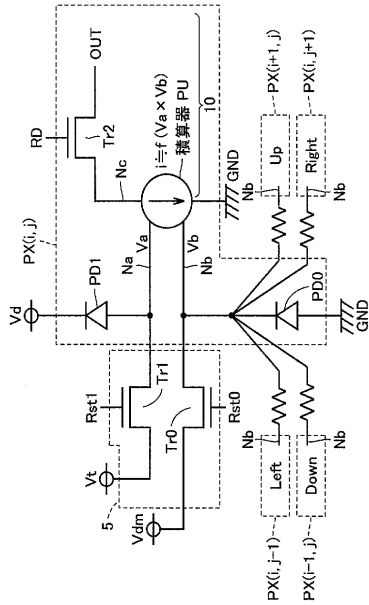 PX(i, j)
RD
OUT
Tr2
Nc
i≒f (Va × Vb)
積算器 PU
10
GND
Vd
PD1
Na
Va
Vb
Nb
Rst1
Tr1
Tr0
Rst0
Vt
Vdm
5
PD0
GND
PX(i+1, j)
PX(i, j+1)
Up
Right
Nb
Nb
PX(i, j-1)
PX(i-1, j)
Left
Down
Nb
Nb